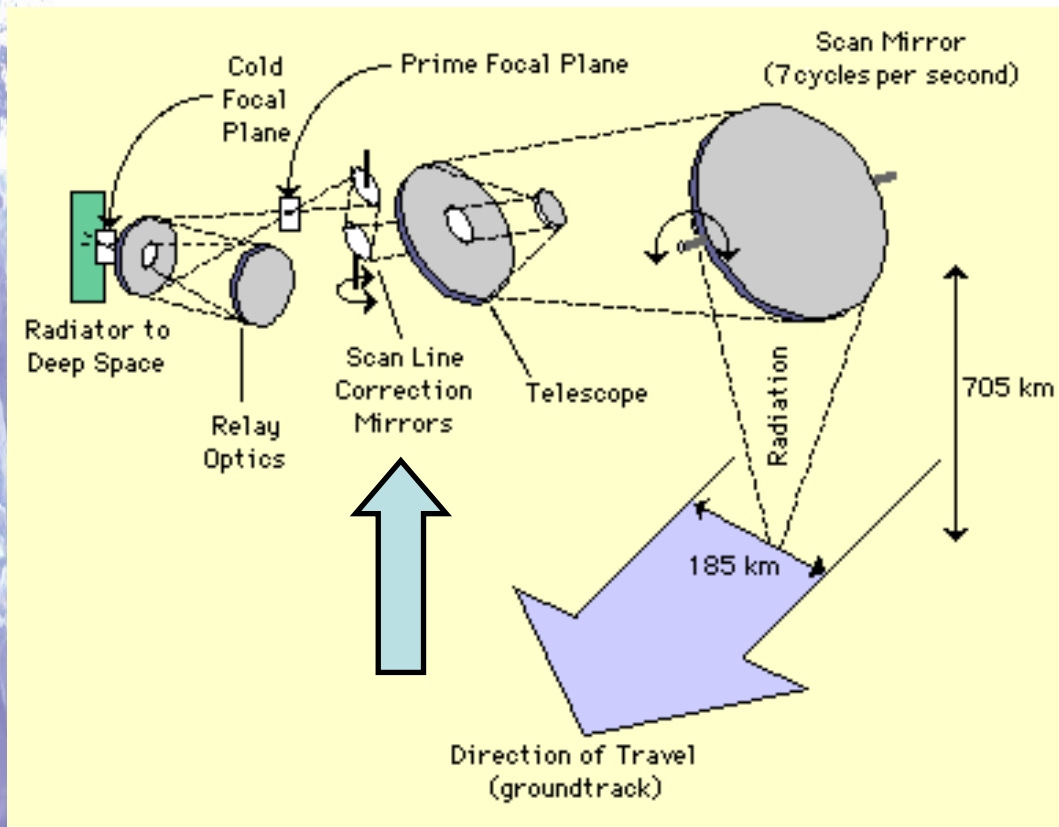 Scan Mirror
(7cycles per second)
Cold
Focal
Plane
Prime Focal Plane
Radiator to
Deep Space
Relay
Optics
Scan Line
Correction
Mirrors
Telescope
Radiation
705 km
185 km
Direction of Travel
(groundtrack)